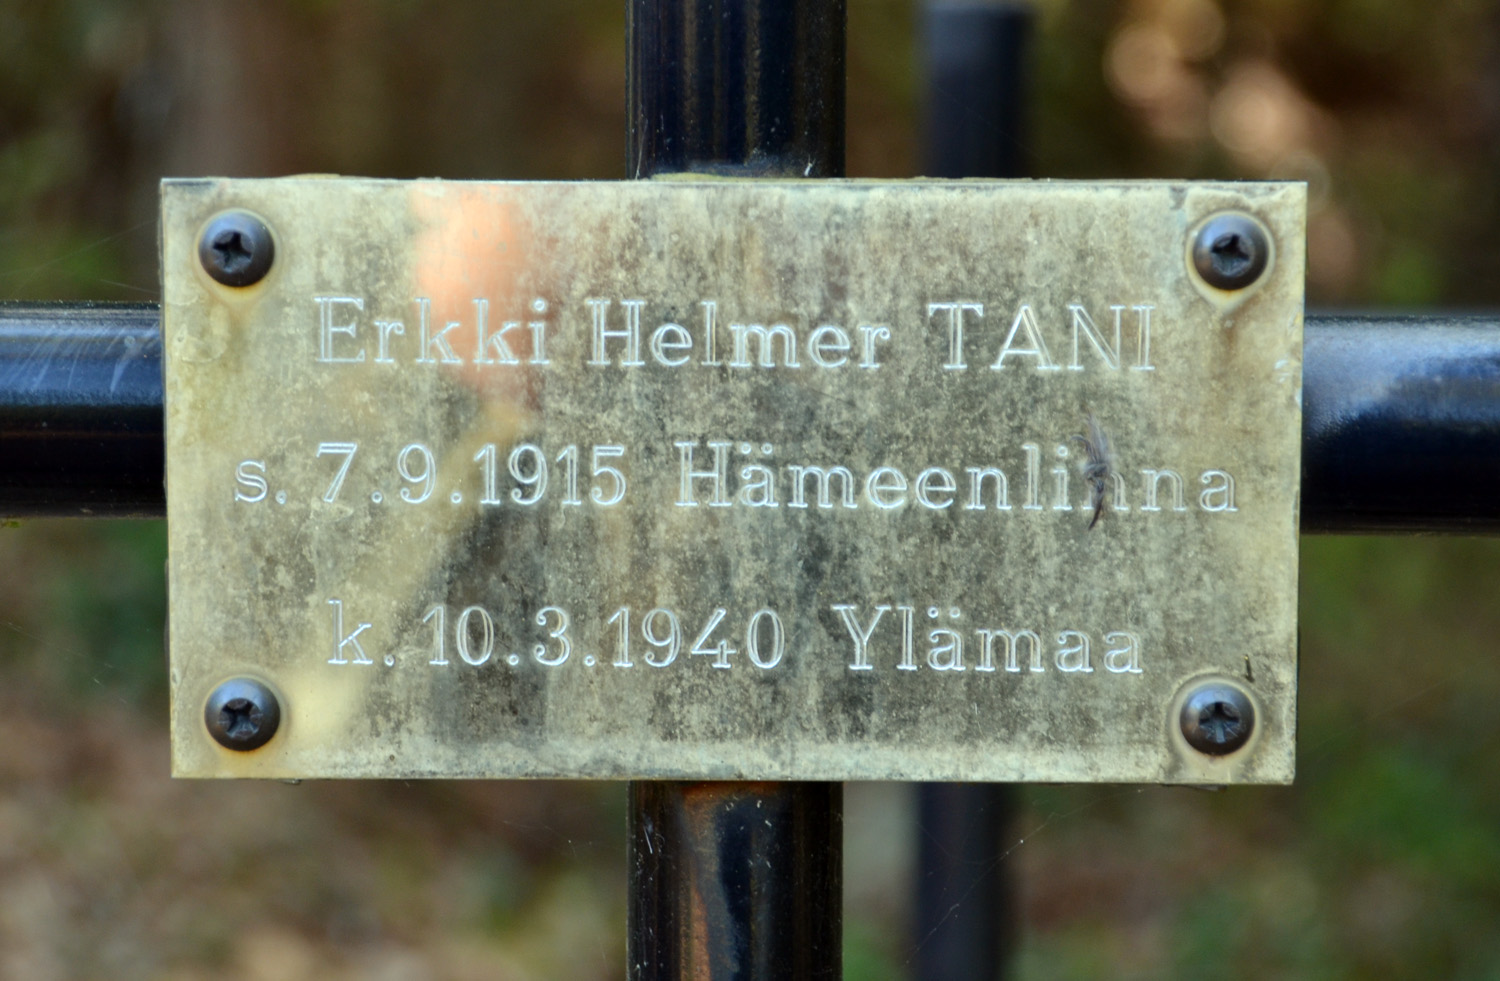 Erkki Helmer TANI
s. 7.9.1915 Hämeenlinna
k. 10.3.1940 Ylämaa